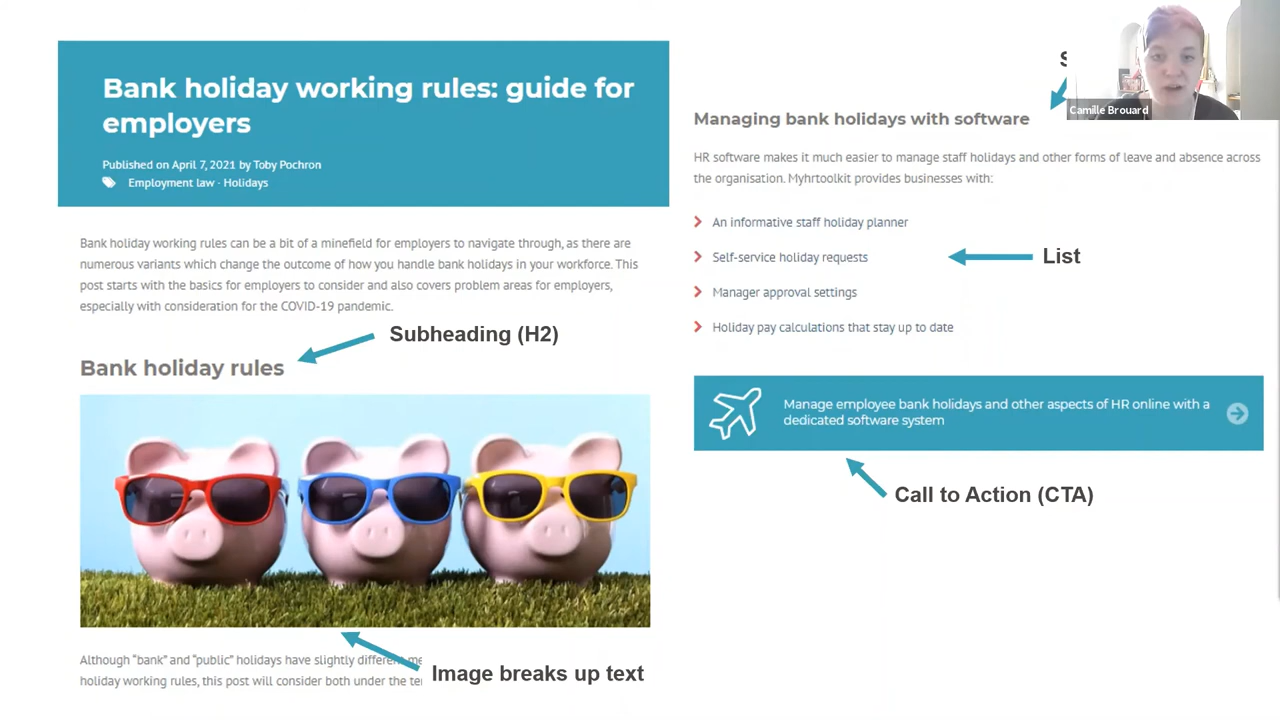 Bank holiday working rules: guide for
employers
Published on April 7, 2021 by Toby Pochron
Employment law · Holidays
Bank holiday working rules can be a bit of a minefield for employers to navigate through, as there are
numerous variants which change the outcome of how you handle bank holidays in your workforce. This
post starts with the basics for employers to consider and also covers problem areas for employers,
especially with consideration for the COVID-19 pandemic.
Subheading (H2)
Bank holiday rules
Although “bank” and “public” holidays have slightly different
holiday working rules, this post will consider both under the
Image breaks up text
Camille Brouard
Managing bank holidays with software
HR software makes it much easier to manage staff holidays and other forms of leave and absence across
the organisation. Myhrtoolkit provides businesses with:
An informative staff holiday planner
Self-service holiday requests
List
Manager approval settings
Holiday pay calculations that stay up to date
Manage employee bank holidays and other aspects of HR online with a
dedicated software system
Call to Action (CTA)